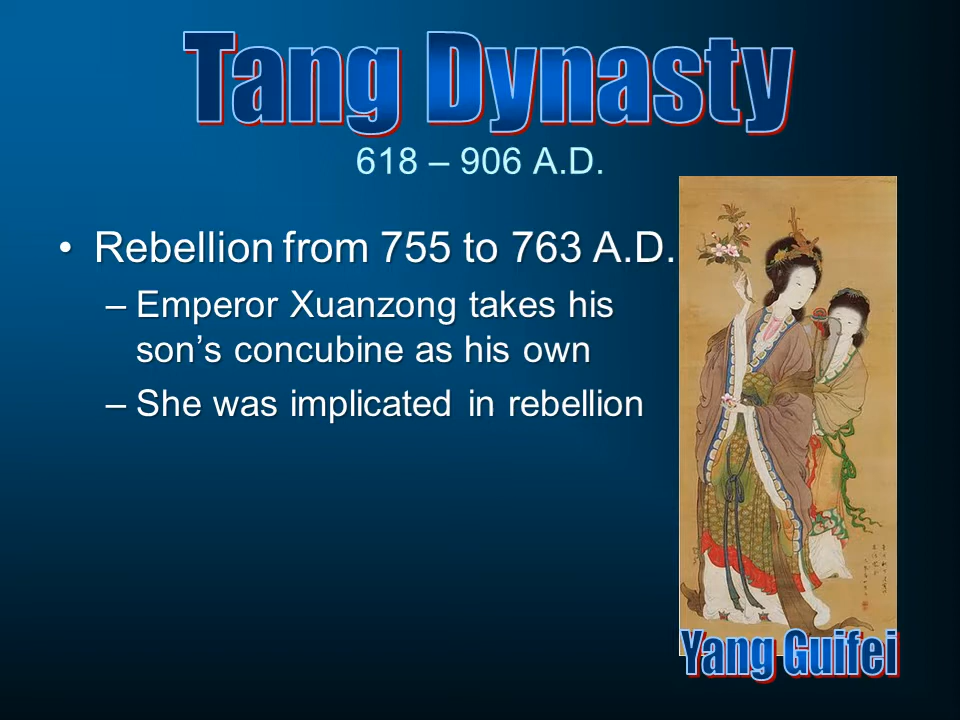 Tang Dynasty
618 – 906 A.D.
• Rebellion from 755 to 763 A.D.
– Emperor Xuanzong takes his
son’s concubine as his own
– She was implicated in rebellion
Yang Guifei